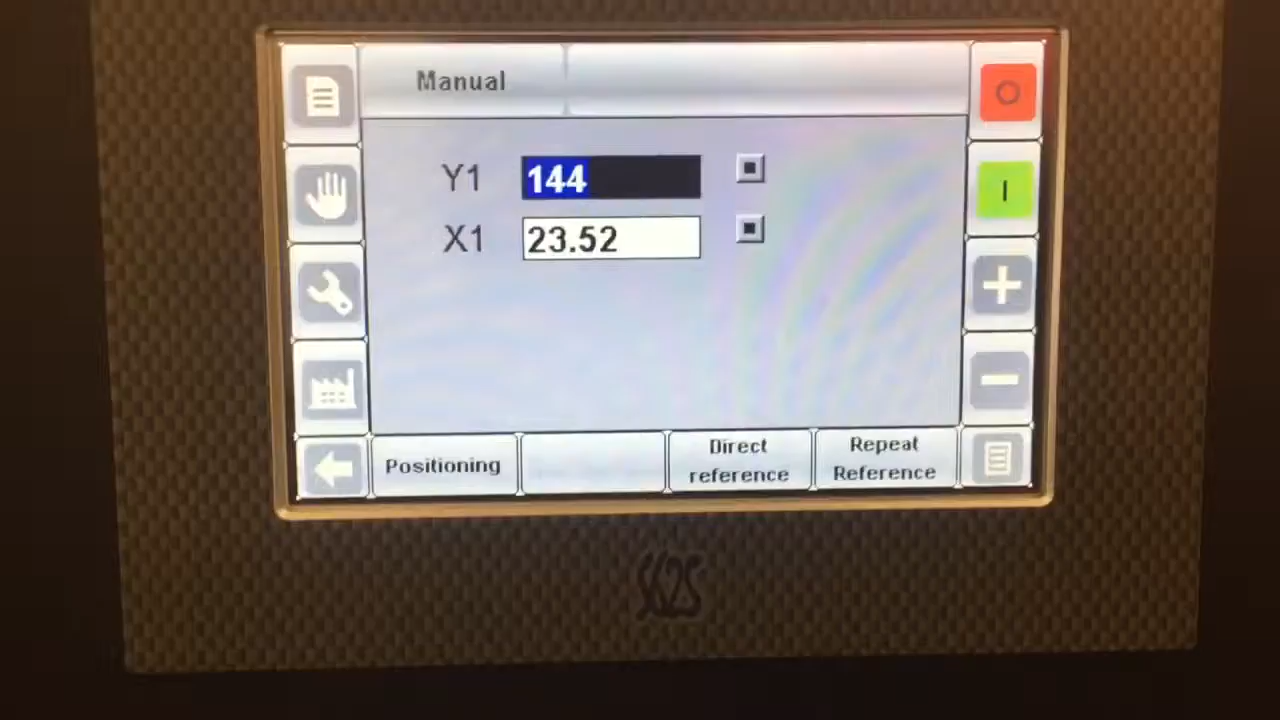 Manual
Y1 144
X1 23.52
Positioning
Direct
reference
Repeat
Reference